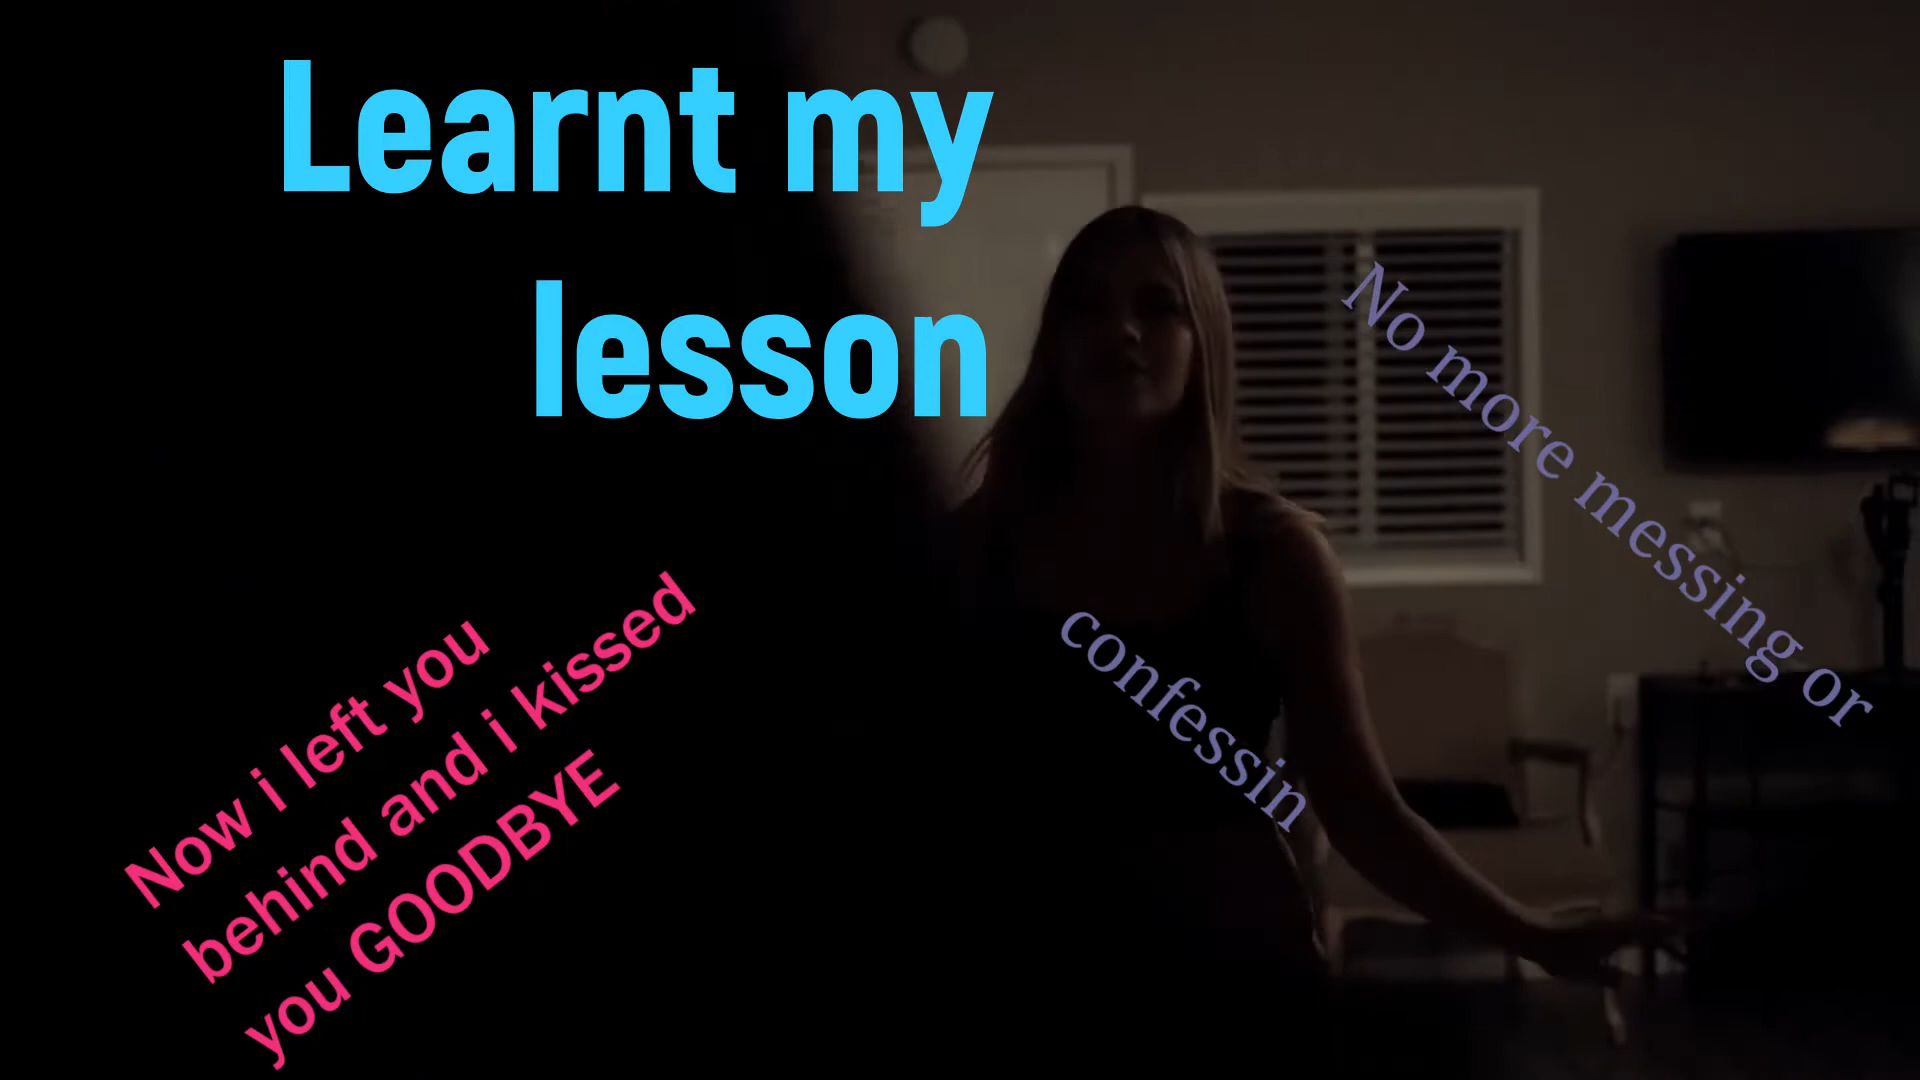 Learnt my
lesson
No more messing or
confessin
Now i left you
behind and i kissed
you GOODBYE